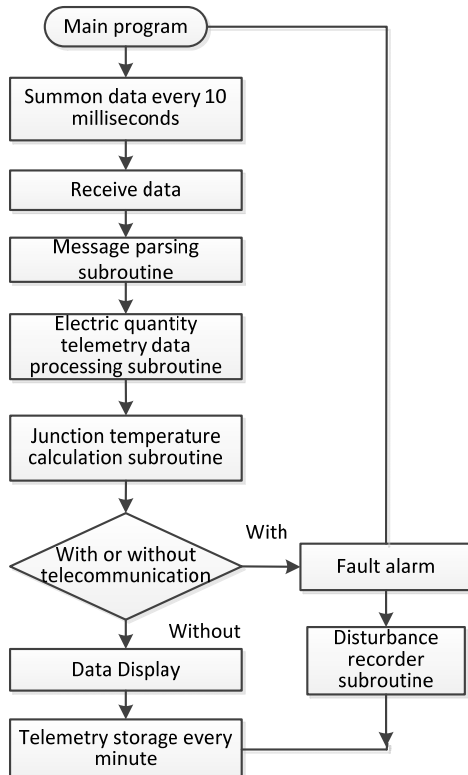 Main program
Summon data every 10
milliseconds
Receive data
Message parsing
subroutine
Electric quantity
telemetry data
processing subroutine
Junction temperature
calculation subroutine
With or without
telecommunication
With
Fault alarm
Without
Disturbance
recorder
subroutine
Data Display
Telemetry storage every
minute